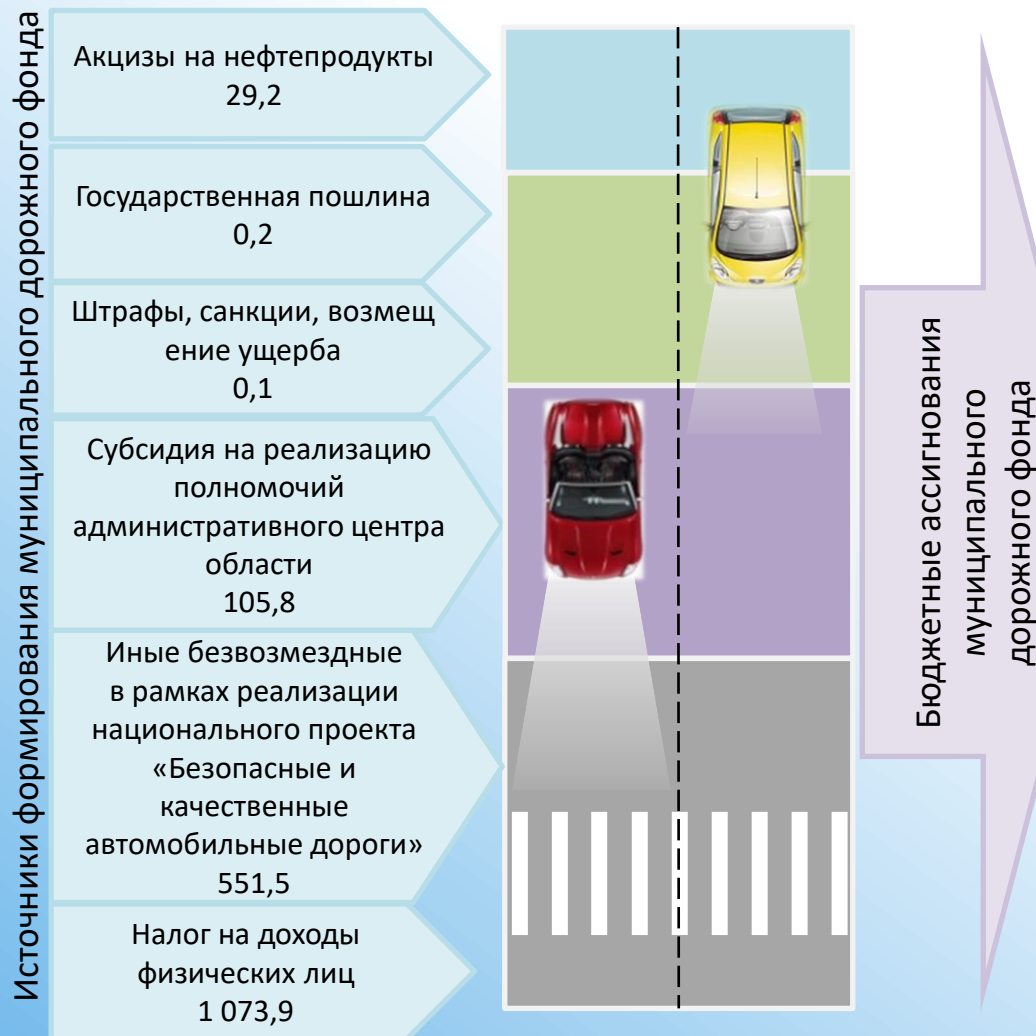 Источники формирования муниципального дорожного фонда
Акцизы на нефтепродукты
29,2
Государственная пошлина
0,2
Штрафы, санкции, возмещ
ение ущерба
0,1
Субсидия на реализацию
полномочий
административного центра
области
105,8
Иные безвозмездные
в рамках реализации
национального проекта
«Безопасные и
качественные
автомобильные дороги»
551,5
Налог на доходы
физических лиц
1 073,9
Бюджетные ассигнования
муниципального
дорожного фонда